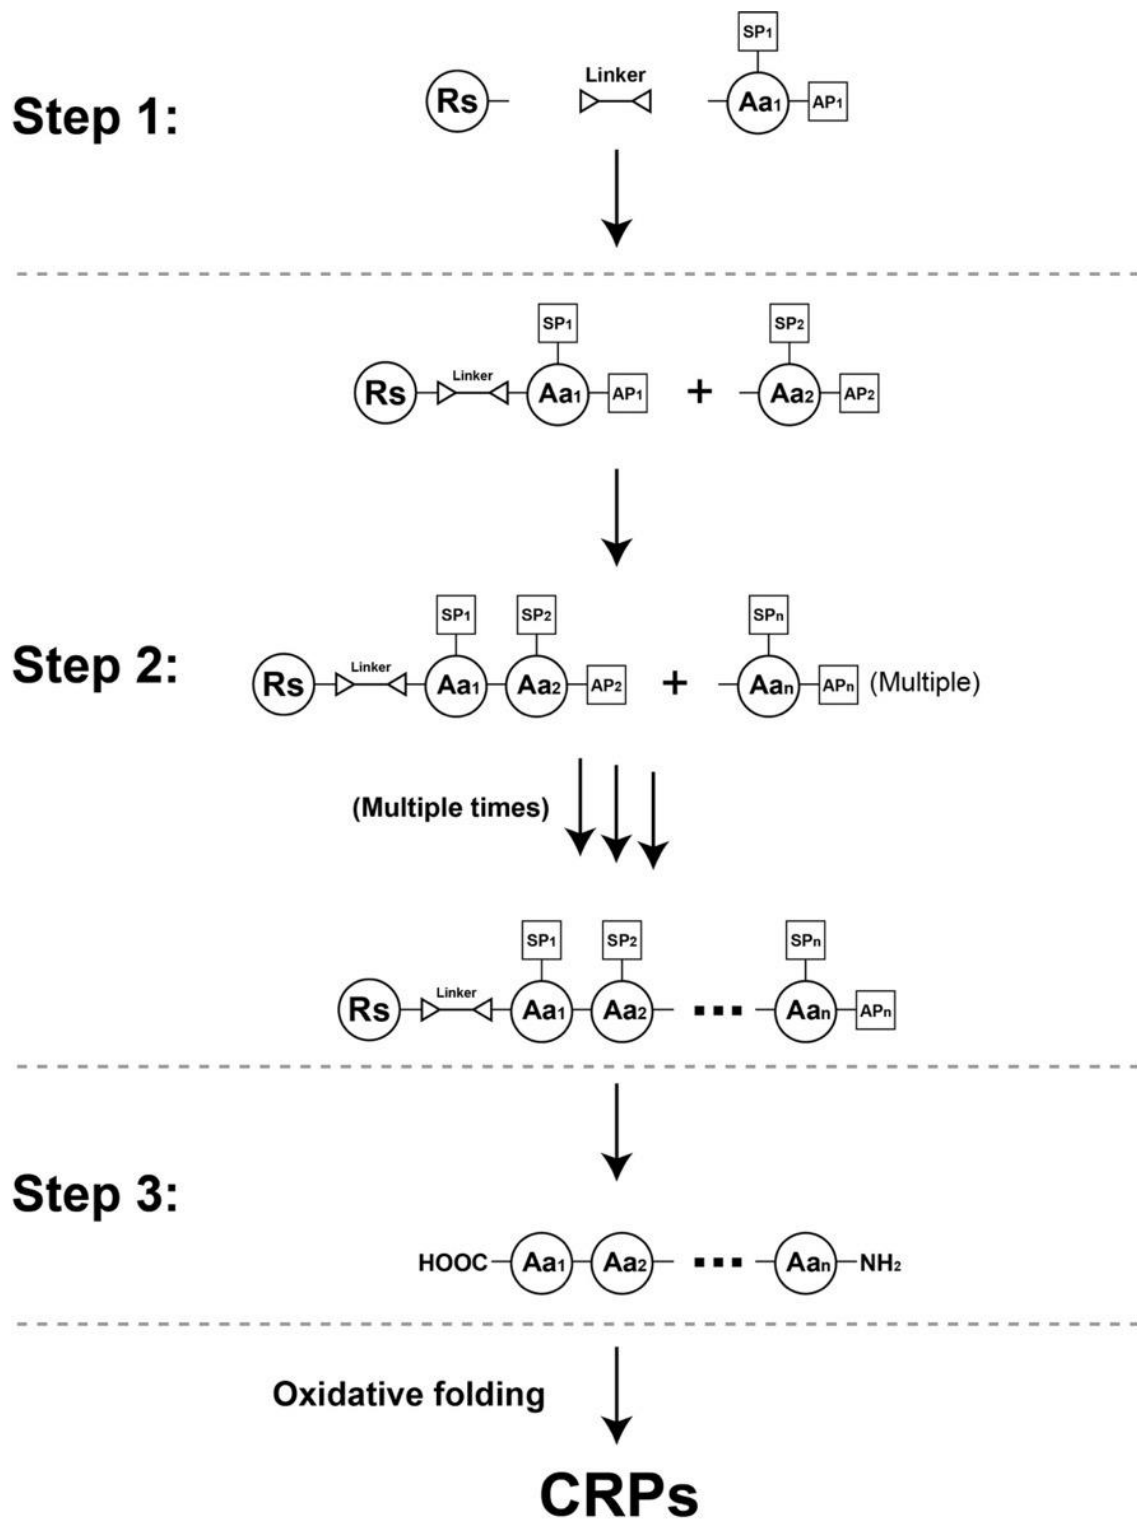 SP1
Linker
Step 1:
Rs
Aa1
AP1
SP1
SP2
Linker
Rs
Aa1
AP1
+
Aa2
AP2
SP1
SP2
SPn
Step 2:
Linker
Rs
Aa1
Aa2
AP2
+
Aan
APn
(Multiple)
(Multiple times)
SP1
SP2
SPn
Linker
Rs
Aa1
Aa2
...
Aan
APn
Step 3:
HOOC
Aa1
Aa2
...
Aan
NH2
Oxidative folding
CRPs